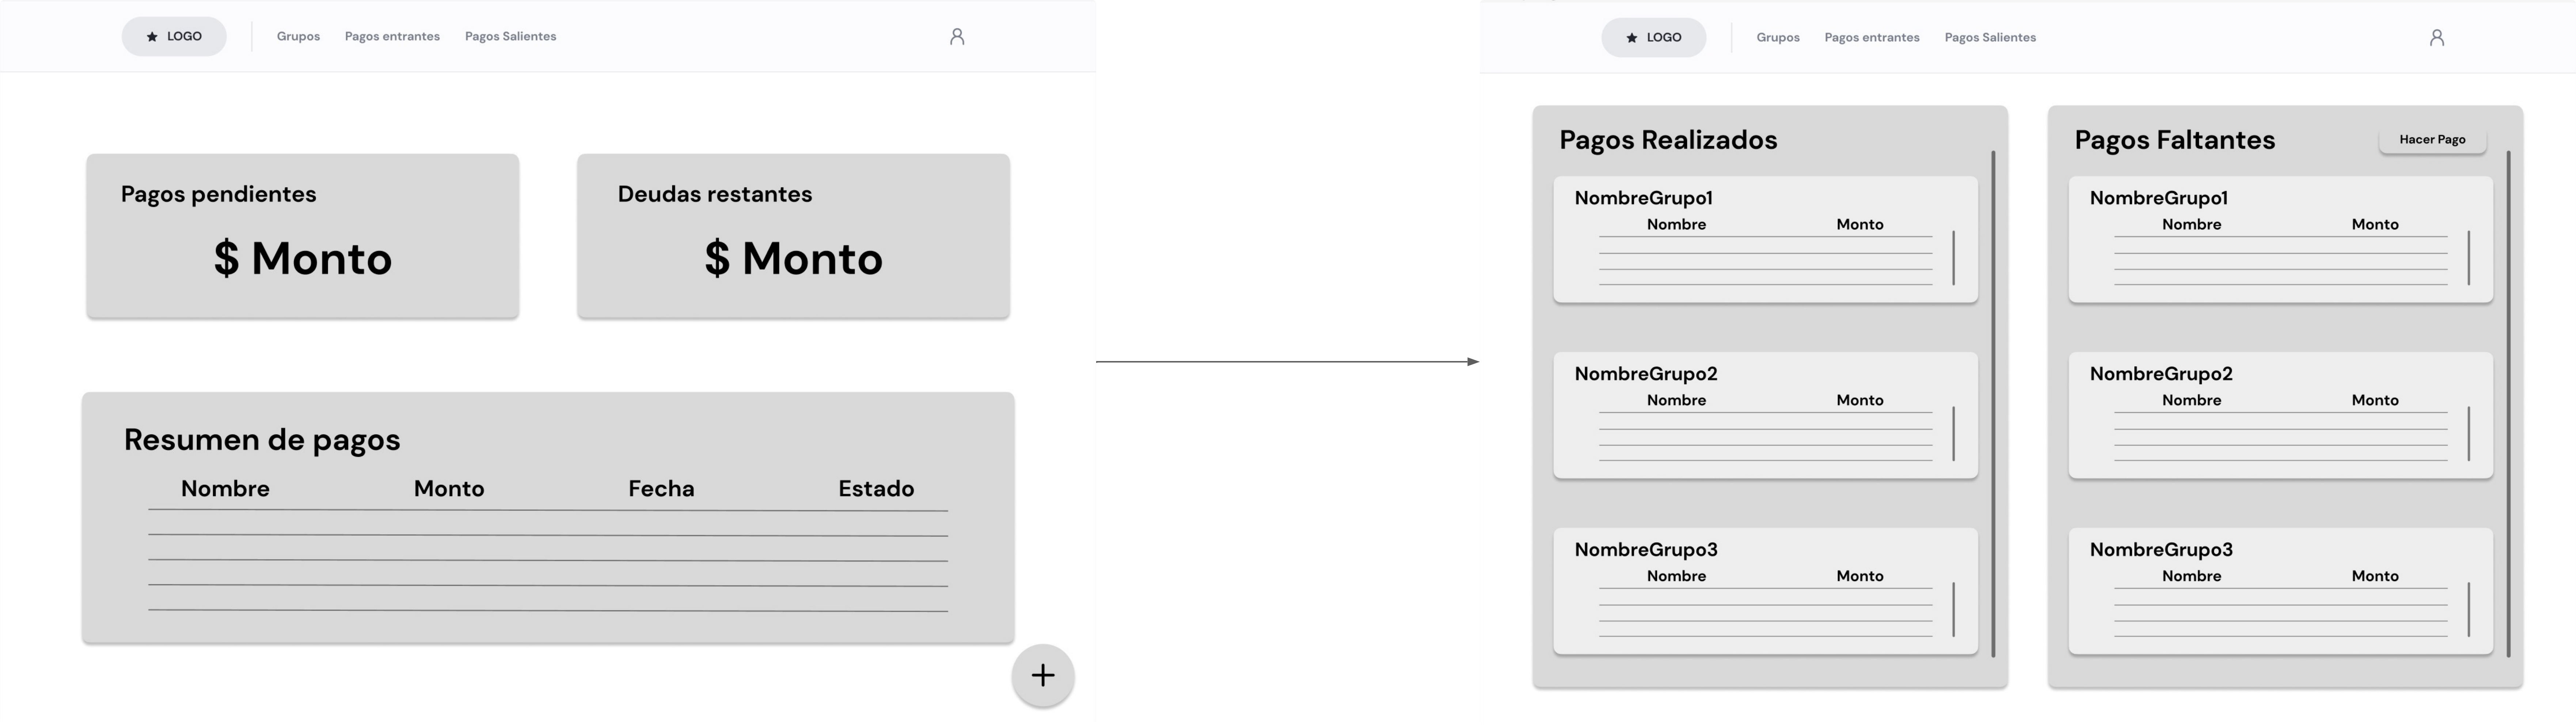 LOGO Grupos Pagos entrantes Pagos Salientes
Pagos pendientes
$ Monto
Deudas restantes
$ Monto
Resumen de pagos
Nombre Monto Fecha Estado
LOGO Grupos Pagos entrantes Pagos Salientes
Pagos Realizados
NombreGrupo1
Nombre Monto
NombreGrupo2
Nombre Monto
NombreGrupo3
Nombre Monto
Pagos Faltantes Hacer Pago
NombreGrupo1
Nombre Monto
NombreGrupo2
Nombre Monto
NombreGrupo3
Nombre Monto